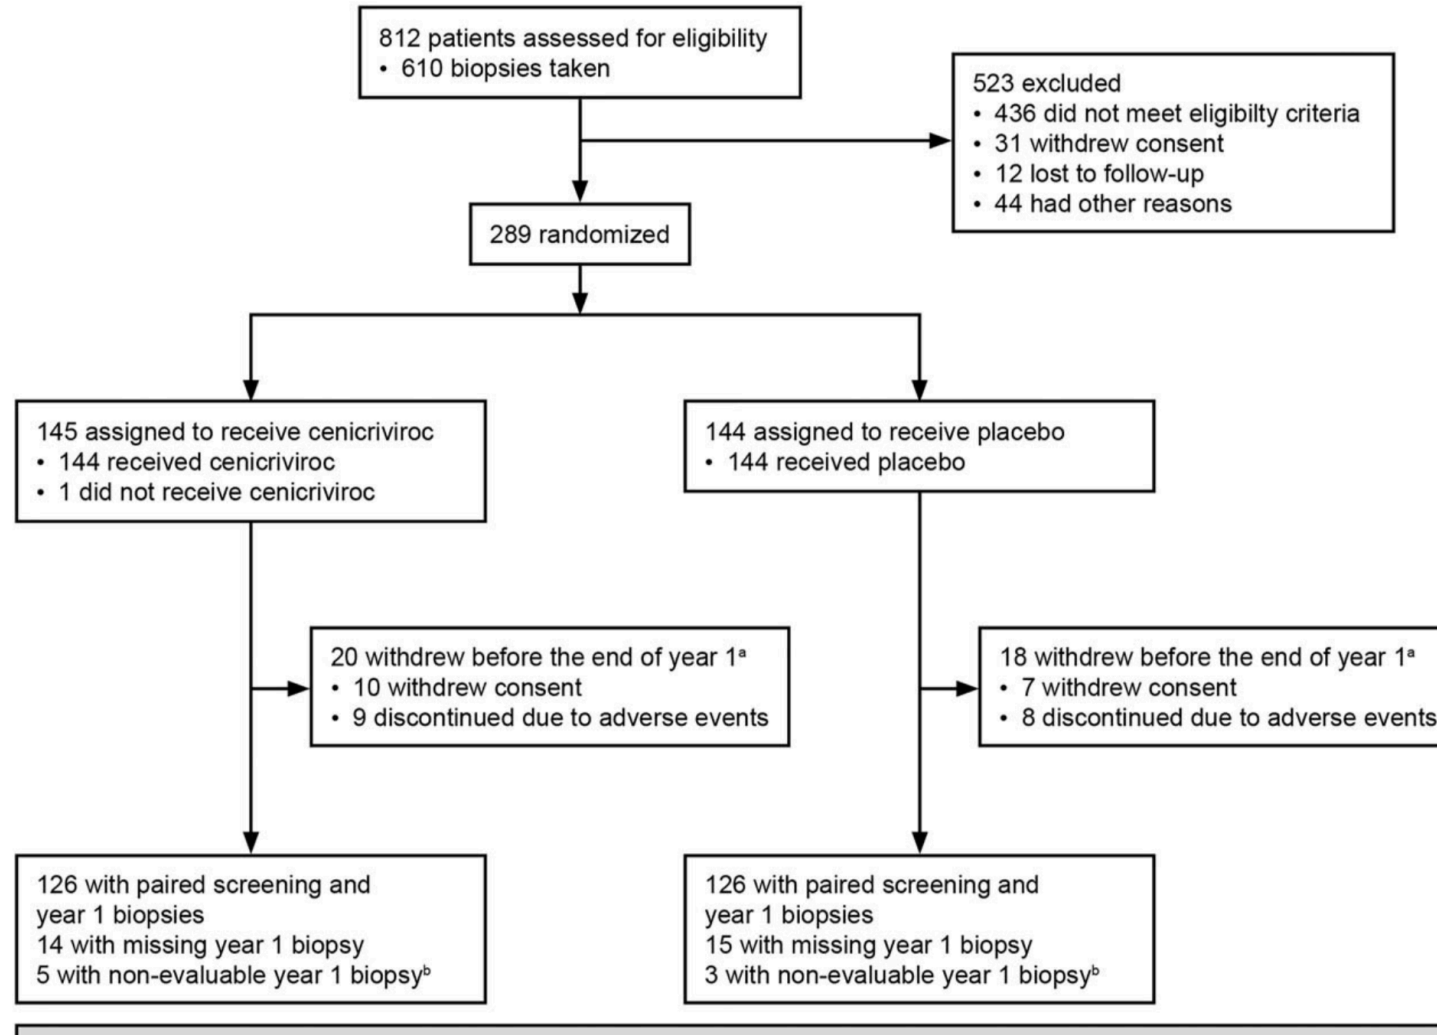 812 patients assessed for eligibility
• 610 biopsies taken
523 excluded
• 436 did not meet eligibilty criteria
• 31 withdrew consent
• 12 lost to follow-up
• 44 had other reasons
289 randomized
145 assigned to receive cenicriviroc
• 144 received cenicriviroc
• 1 did not receive cenicriviroc
144 assigned to receive placebo
• 144 received placebo
20 withdrew before the end of year 1ᵃ
• 10 withdrew consent
• 9 discontinued due to adverse events
18 withdrew before the end of year 1ᵃ
• 7 withdrew consent
• 8 discontinued due to adverse events
126 with paired screening and
year 1 biopsies
14 with missing year 1 biopsy
5 with non-evaluable year 1 biopsyᵇ
126 with paired screening and
year 1 biopsies
15 with missing year 1 biopsy
3 with non-evaluable year 1 biopsyᵇ